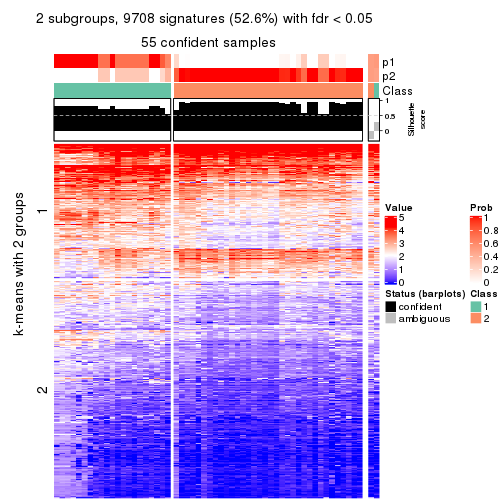 2 subgroups, 9708 signatures (52.6%) with fdr < 0.05
55 confident samples
p1
p2
Class
1
0.5
0
Silhouette
score
k-means with 2 groups
1
2
Value
5
4
3
2
1
0
Prob
1
0.8
0.6
0.4
0.2
0
Status (barplots)
confident
ambiguous
Class
1
2